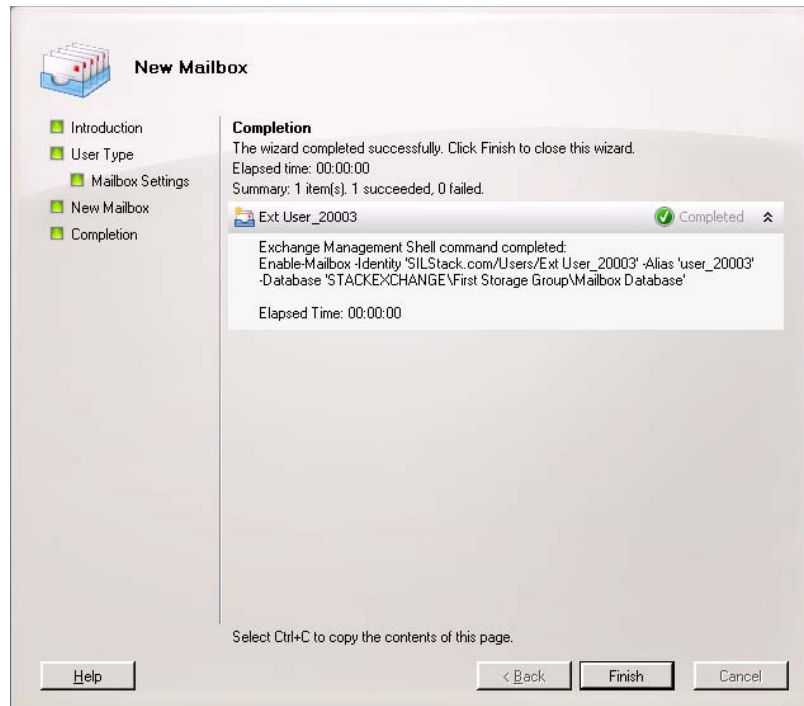 New Mailbox
Introduction
User Type
Mailbox Settings
New Mailbox
Completion
Completion
The wizard completed successfully. Click Finish to close this wizard.
Elapsed time: 00:00:00
Summary: 1 item(s). 1 succeeded, 0 failed.
Ext User_20003
Completed
Exchange Management Shell command completed:
Enable-Mailbox -Identity 'SILStack.com/Users/Ext User_20003' -Alias 'user_20003'
-Database 'STACKEXCHANGE\First Storage Group\Mailbox Database'
Elapsed Time: 00:00:00
Select Ctrl+C to copy the contents of this page.
Help
< Back
Finish
Cancel